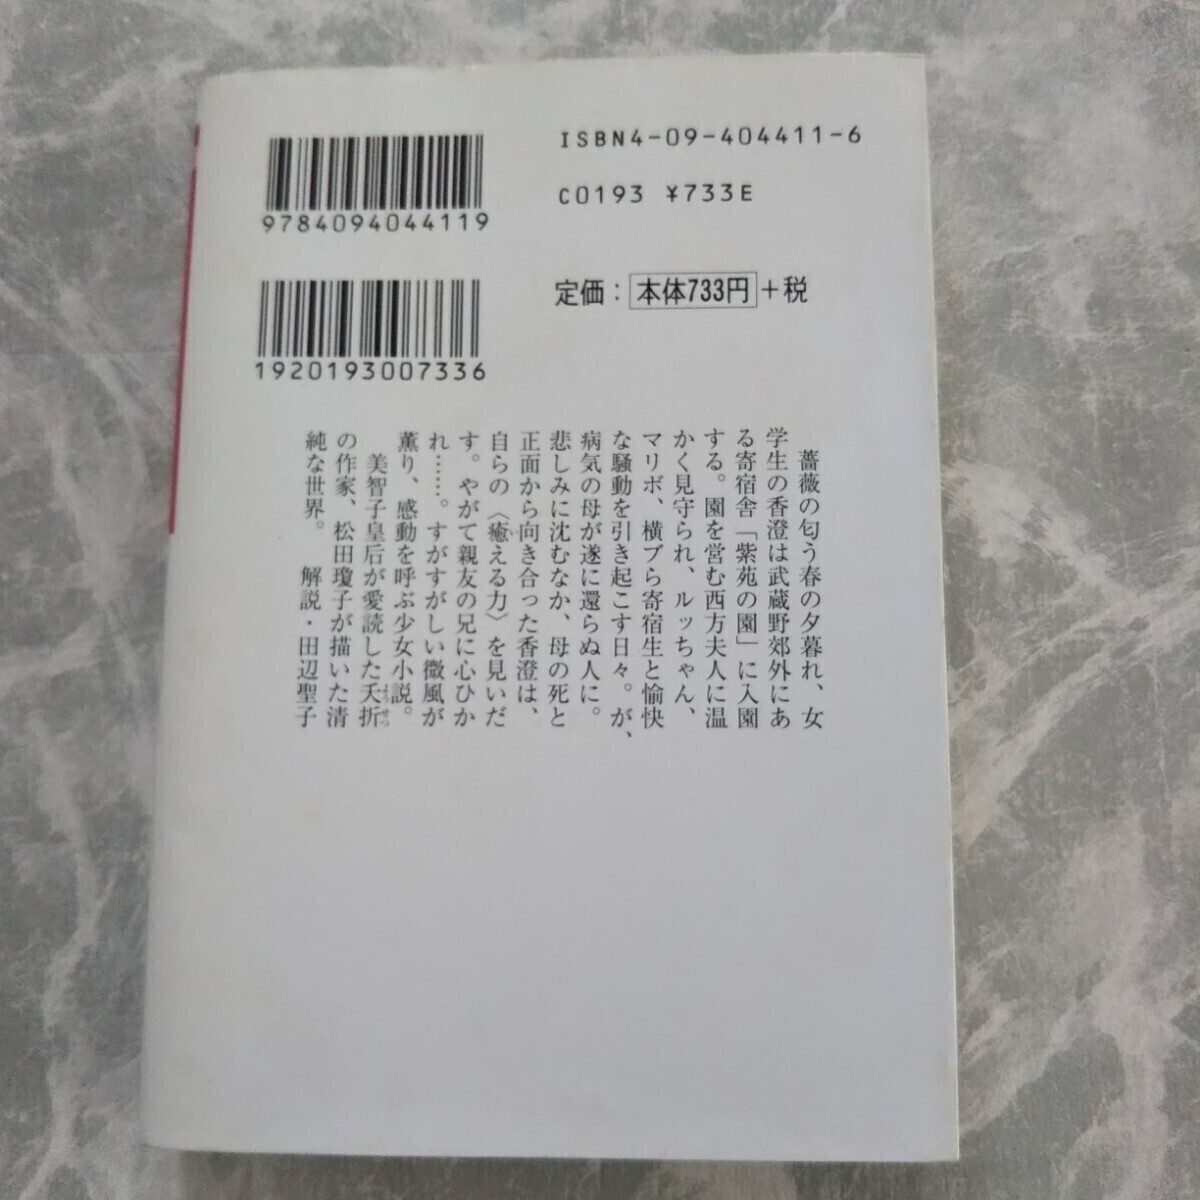 ISBN4-09-404411-6
9784094044119
C0193 ¥733E
定価：本体733円+税
1920193007336
薔薇の匂う春の夕暮れ、女
学生の香澄は武蔵野郊外にあ
る寄宿舎「紫苑の園」に入園
する。園を営む西方夫人に温
かく見守られ、ルッちゃん、
マリボ、横ブら寄宿生と愉快
な騒動を引き起こす日々。が、
病気の母が遂に還らぬ人に。
悲しみに沈むなか、母の死と
正面から向き合った香澄は、
自らの〈癒える力〉を見いだ
す。やがて親友の兄に心ひか
れ……。すがすがしい微風が
薫り、感動を呼ぶ少女小説。
美智子皇后が愛読した夭折
の作家、松田瓊子が描いた清
純な世界。　解説・田辺聖子